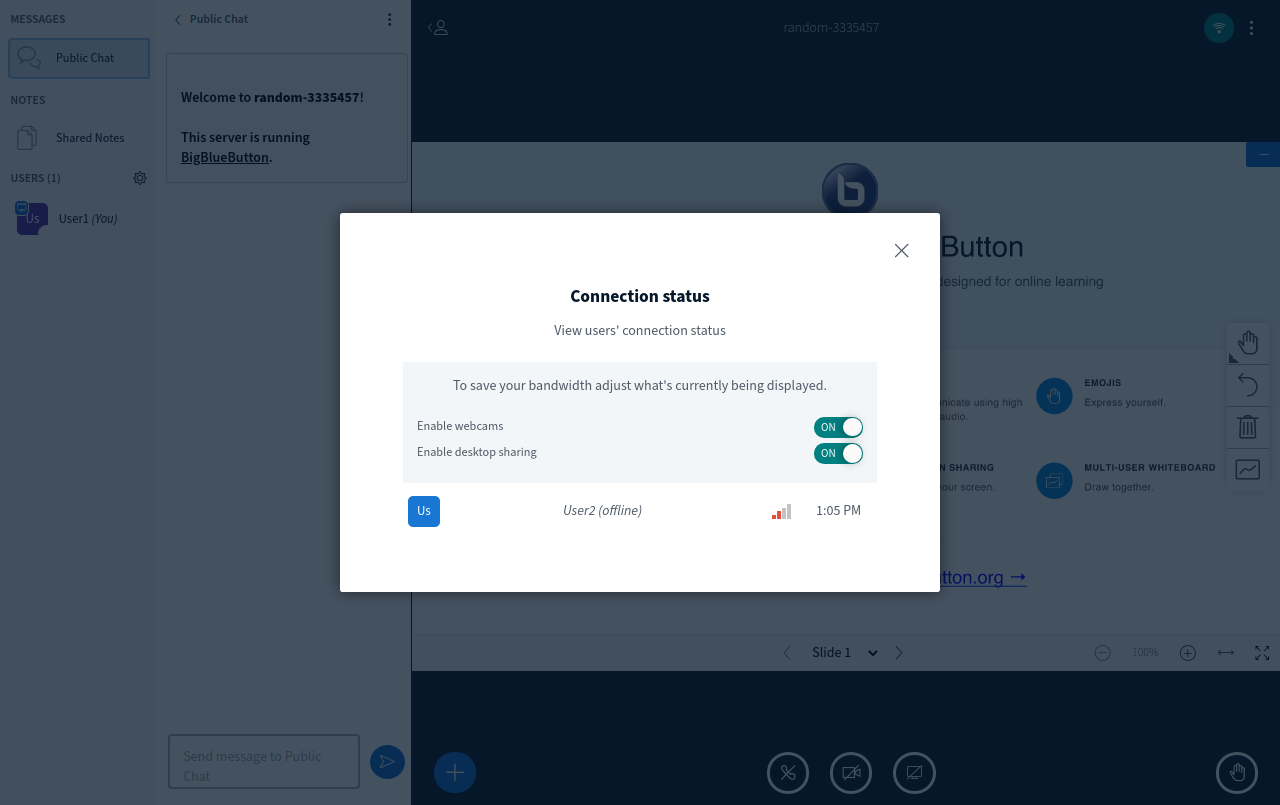 MESSAGES
Public Chat
NOTES
Shared Notes
USERS (1)
Us
User1 (You)
Public Chat
Welcome to random-3335457!
This server is running
BigBlueButton.
Send message to Public
Chat
random-3335457
Button
designed for online learning
EMOJIS
Express yourself.
nicate using high
audio.
N SHARING
your screen.
MULTI-USER WHITEBOARD
Draw together.
tton.org →
Slide 1
100%
Connection status
View users' connection status
To save your bandwidth adjust what's currently being displayed.
Enable webcams
ON
Enable desktop sharing
ON
Us
User2 (offline)
1:05 PM